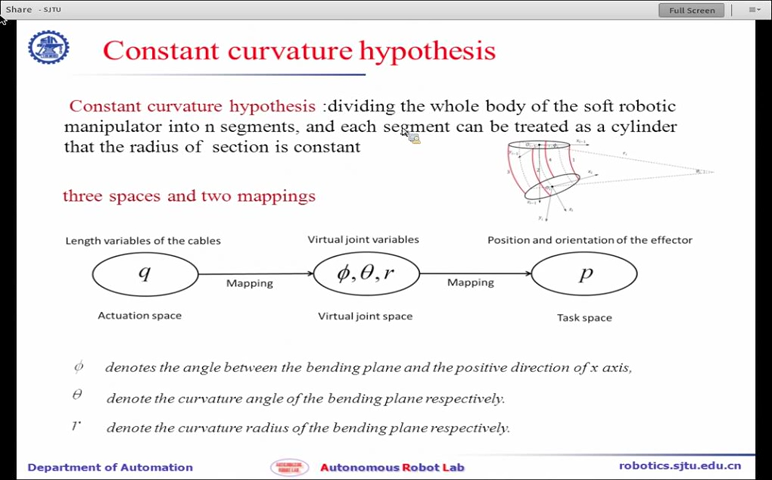 Share - SJTU
Full Screen
Constant curvature hypothesis
Constant curvature hypothesis :dividing the whole body of the soft robotic
manipulator into n segments, and each segment can be treated as a cylinder
that the radius of section is constant
three spaces and two mappings
Length variables of the cables
Virtual joint variables
Position and orientation of the effector
q
Mapping
ϕ, θ, r
Mapping
p
Actuation space
Virtual joint space
Task space
ϕ denotes the angle between the bending plane and the positive direction of x axis,
θ denote the curvature angle of the bending plane respectively.
r denote the curvature radius of the bending plane respectively.
Department of Automation
Autonomous Robot Lab
robotics.sjtu.edu.cn